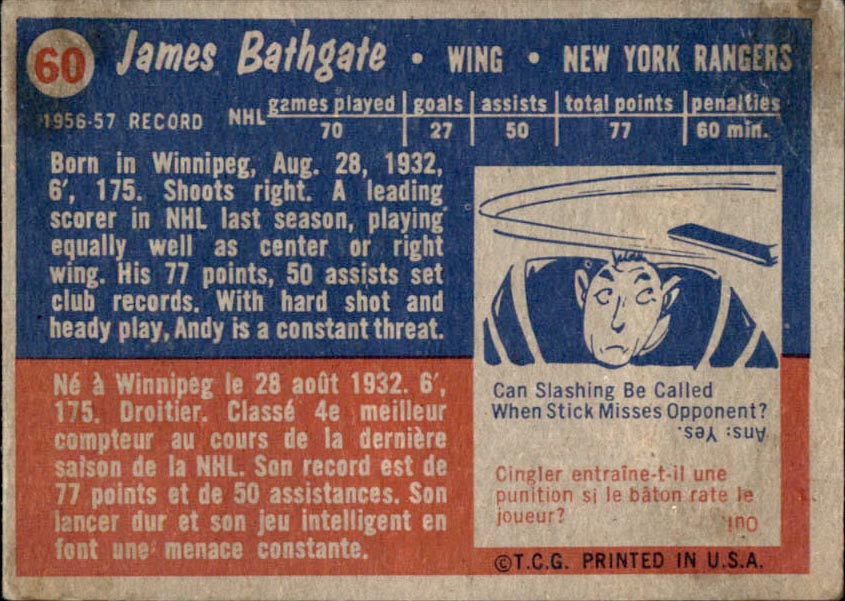 60 James Bathgate • WING • NEW YORK RANGERS
1956-57 RECORD NHL games played goals assists total points penalties
70 27 50 77 60 min.
Born in Winnipeg, Aug. 28, 1932,
6', 175. Shoots right. A leading
scorer in NHL last season, playing
equally well as center or right
wing. His 77 points, 50 assists set
club records. With hard shot and
heady play, Andy is a constant threat.
Né à Winnipeg le 28 août 1932. 6',
175. Droitier. Classé 4e meilleur
compteur au cours de la dernière
saison de la NHL. Son record est de
77 points et de 50 assistances. Son
lancer dur et son jeu intelligent en
font une menace constante.
Can Slashing Be Called
When Stick Misses Opponent?
Ans: Yes.
Cingler entraîne-t-il une
punition si le bâton rate le
joueur?
Oui.
©T.C.G. PRINTED IN U.S.A.